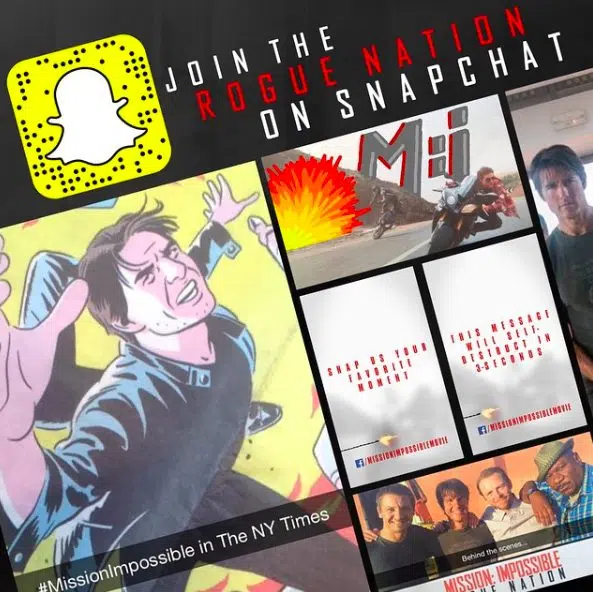 JOIN THE
ROGUE NATION
ON SNAPCHAT
M:i
SNAP US YOUR
FAVORITE
MOMENT
f/MISSIONIMPOSSIBLEMOVIE
THIS MESSAGE
WILL SELF-
DESTRUCT IN
3-SECONDS
f/MISSIONIMPOSSIBLEMOVIE
#MissionImpossible in The NY Times
Behind the scenes...
MISSION: IMPOSSIBLE
NATION